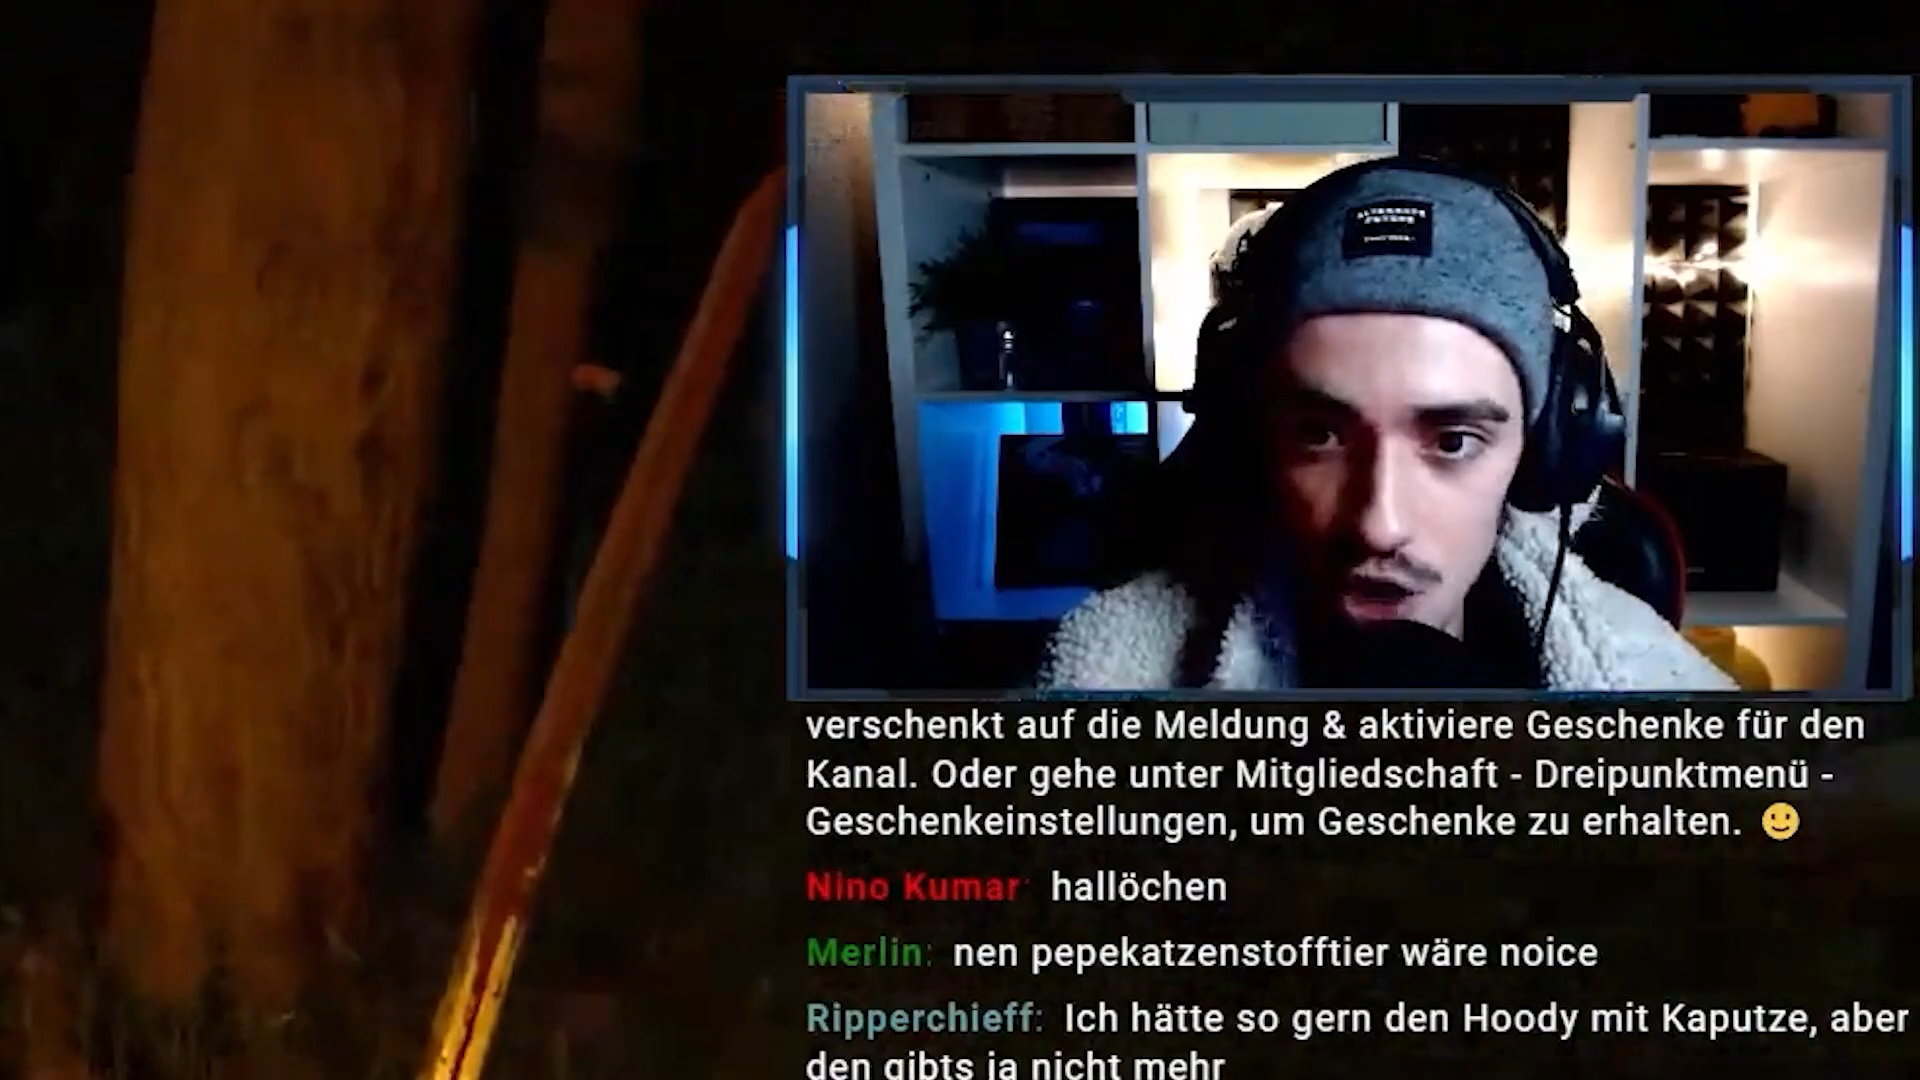 verschenkt auf die Meldung & aktiviere Geschenke für den
Kanal. Oder gehe unter Mitgliedschaft - Dreipunktmenü -
Geschenkeinstellungen, um Geschenke zu erhalten. 🙂
Nino Kumar: hallöchen
Merlin: nen pepekatzenstofftier wäre noice
Ripperchieff: Ich hätte so gern den Hoody mit Kaputze, aber
den gibts ja nicht mehr